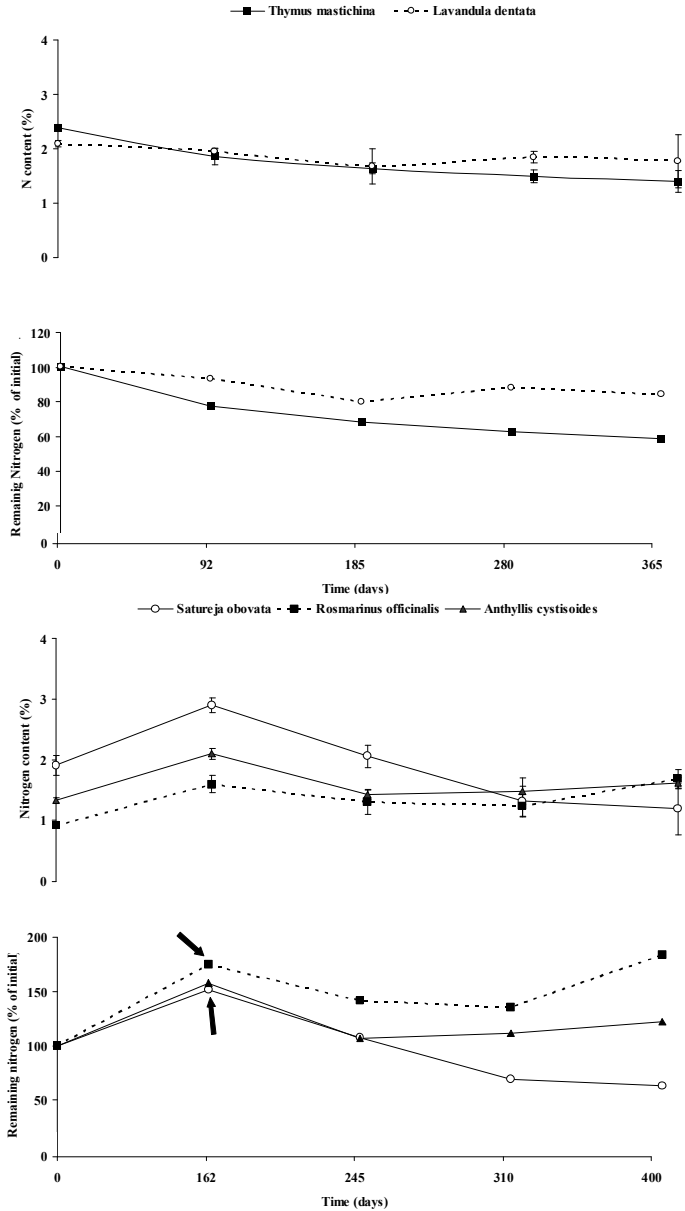 Thymus mastichina Lavandula dentata
4
3
2
1
0
N content (%)
120
100
80
60
40
20
0
Remainig Nitrogen (% of initial)
0 92 185 280 365
Time (days)
Satureja obovata Rosmarinus officinalis Anthyllis cystisoides
4
3
2
1
0
Nitrogen content (%)
200
150
100
50
0
Remaining nitrogen (% of initial)
0 162 245 310 400
Time (days)